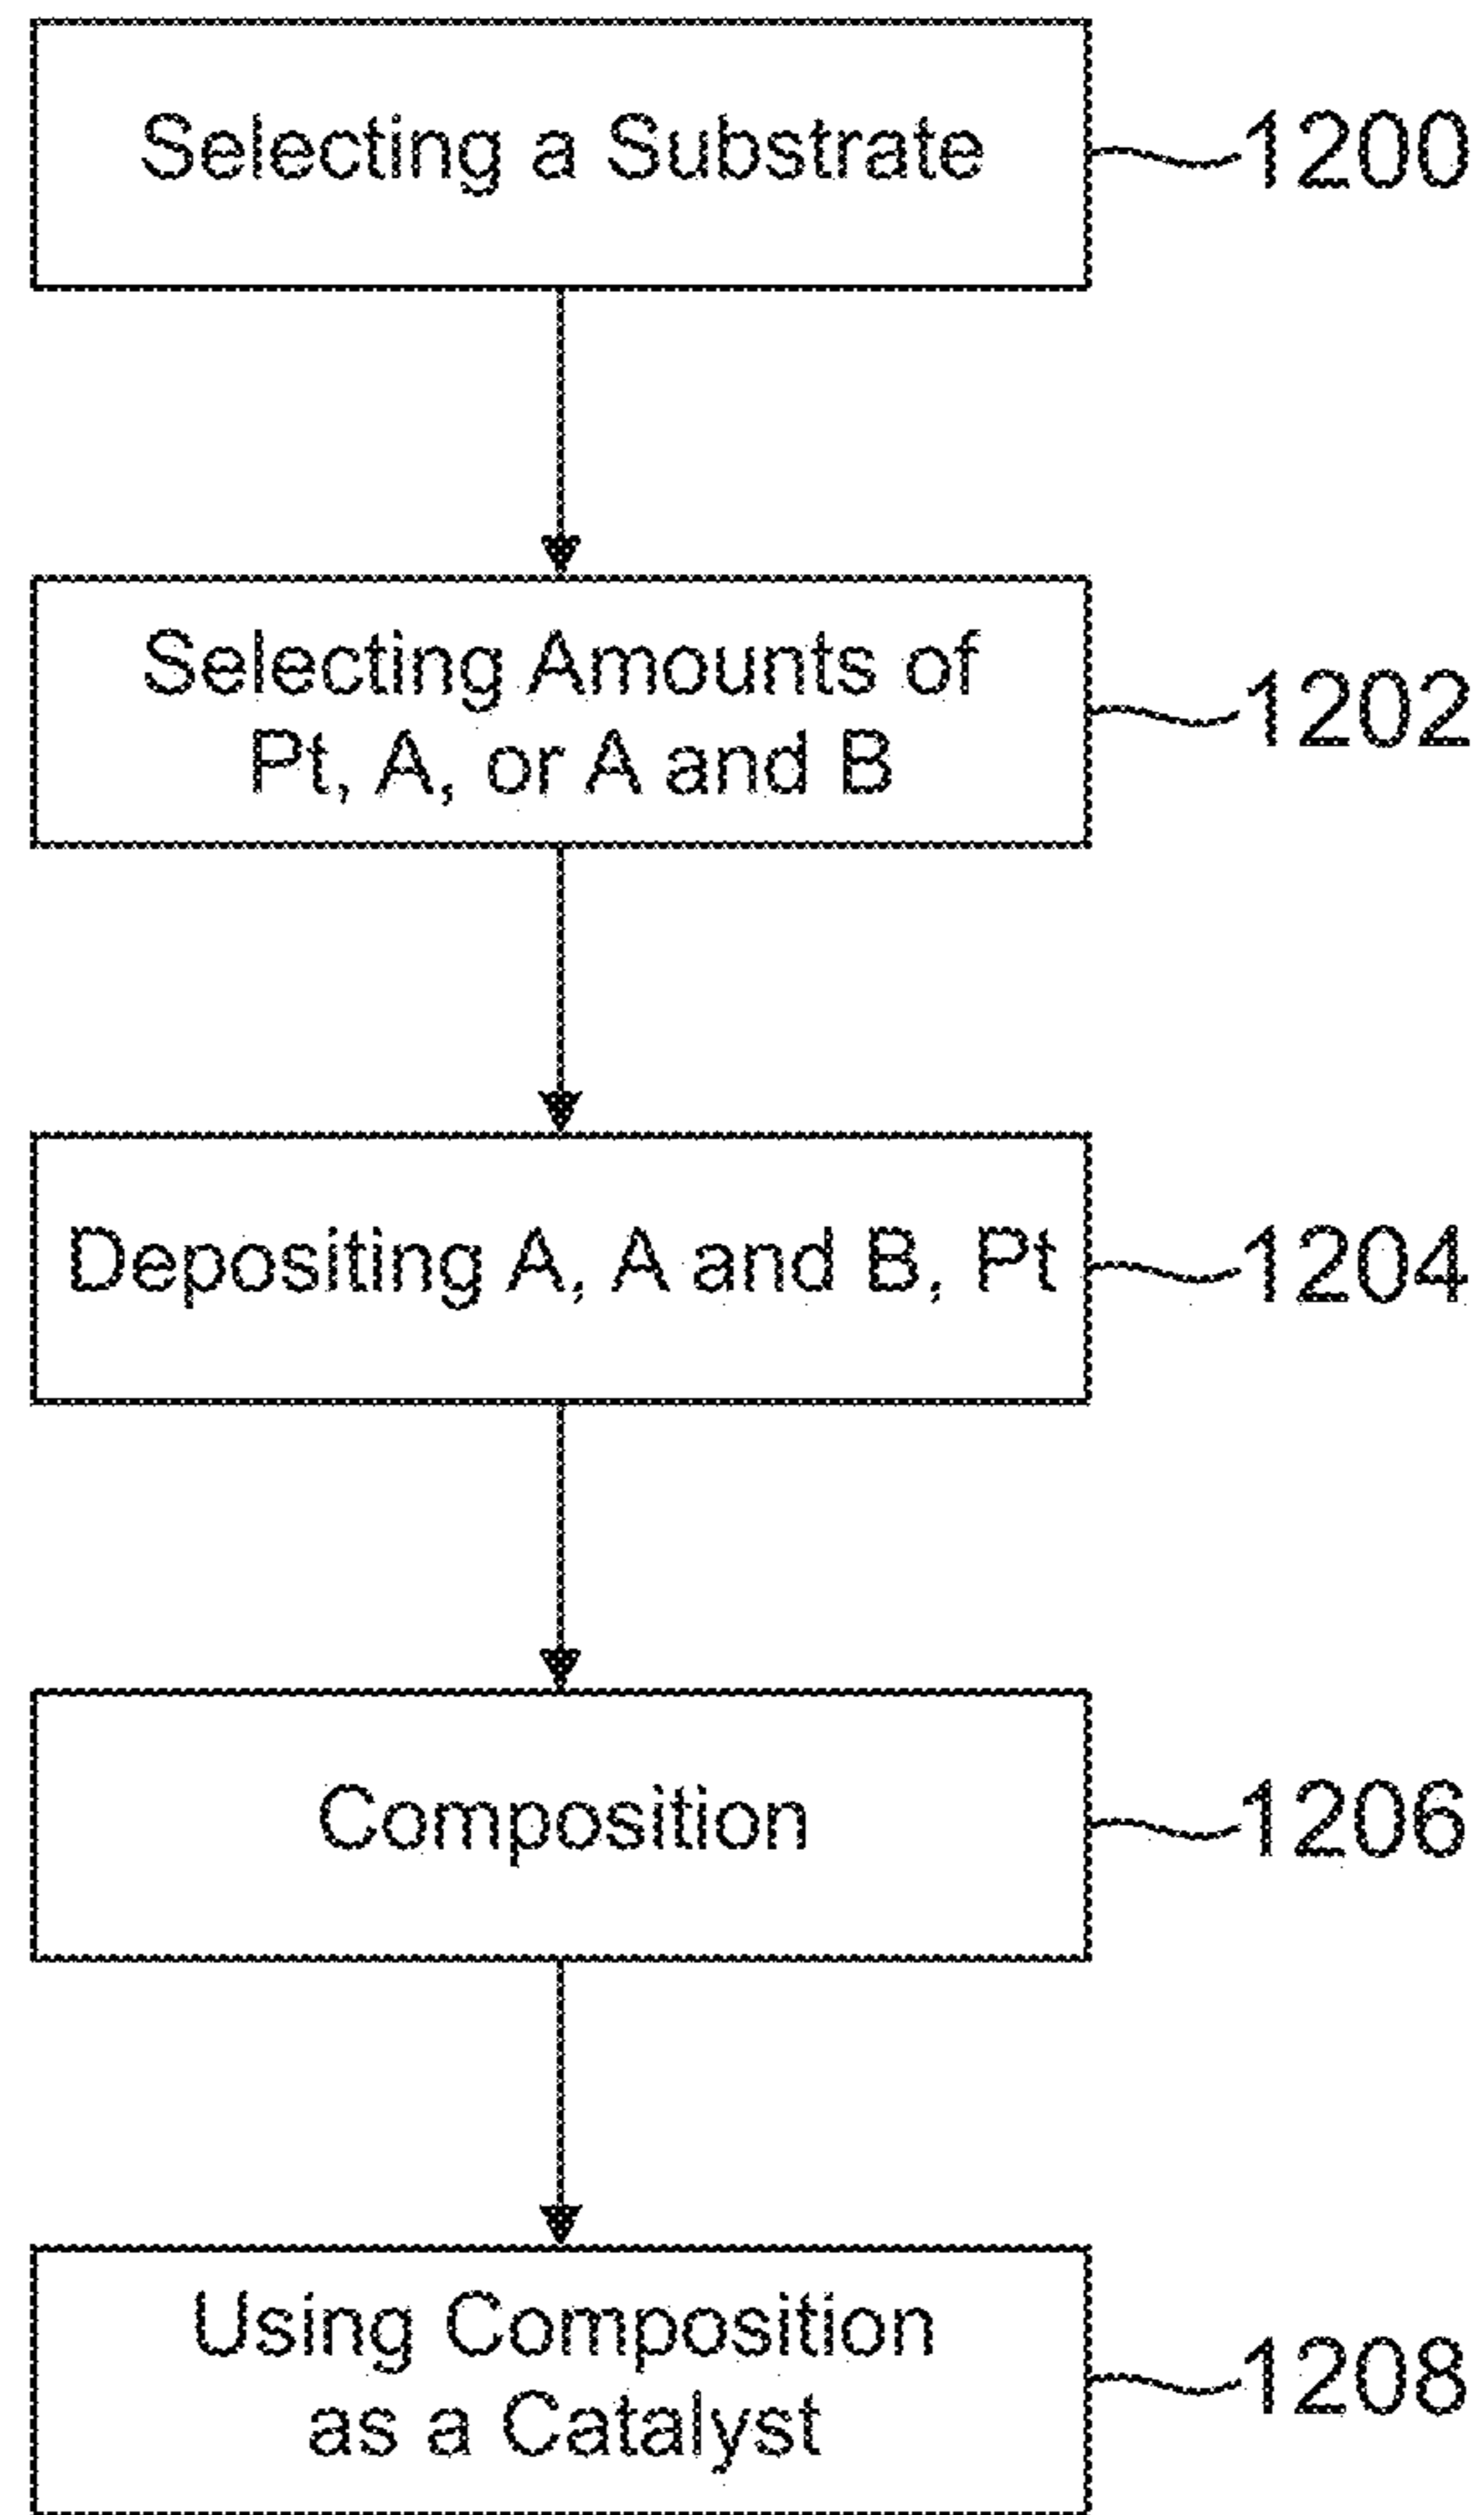 Selecting a Substrate
1200
Selecting Amounts of
Pt, A, or A and B
1202
Depositing A, A and B, Pt
1204
Composition
1206
Using Composition
as a Catalyst
1208